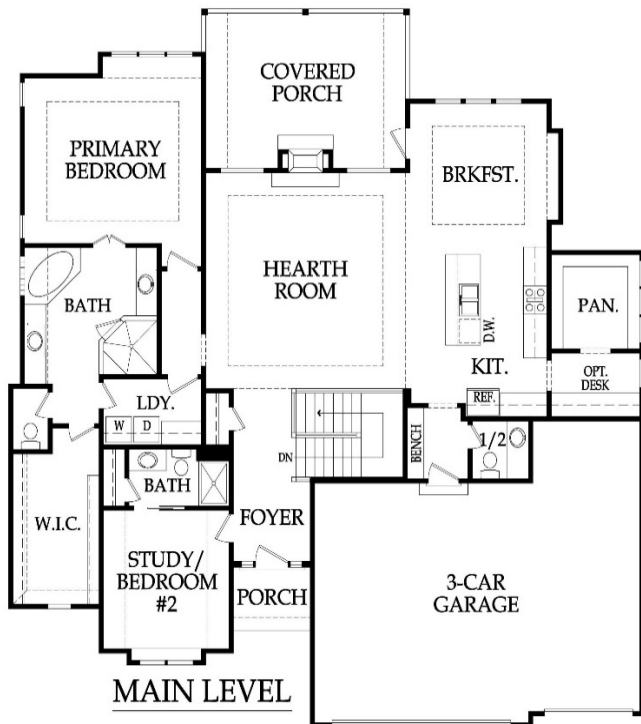 COVERED
PORCH
PRIMARY
BEDROOM
BRKFST.
HEARTH
ROOM
BATH
PAN.
D.W.
KIT.
OPT.
DESK
REF.
LDY.
W
D
BENCH
1/2
DN
BATH
W.I.C.
FOYER
STUDY/
BEDROOM
#2
PORCH
3-CAR
GARAGE
MAIN LEVEL